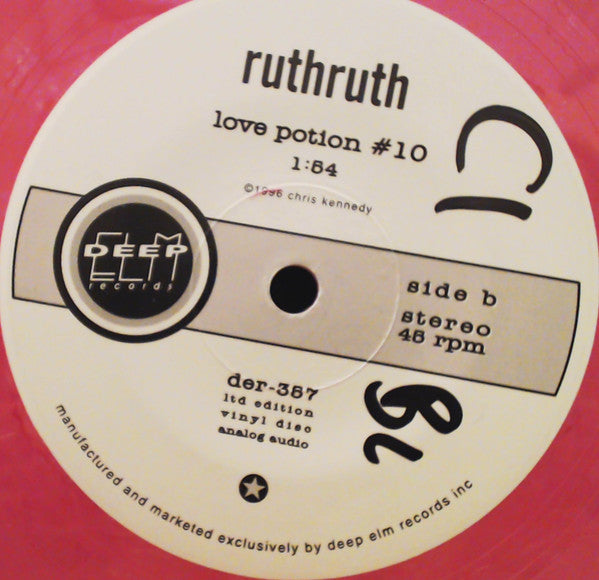 ruthruth
love potion #10
1:54
©1996 chris kennedy
DEEP
ELM
records
side b
stereo
45 rpm
der-357
ltd edition
vinyl disc
analog audio
manufactured and marketed exclusively by deep elm records inc